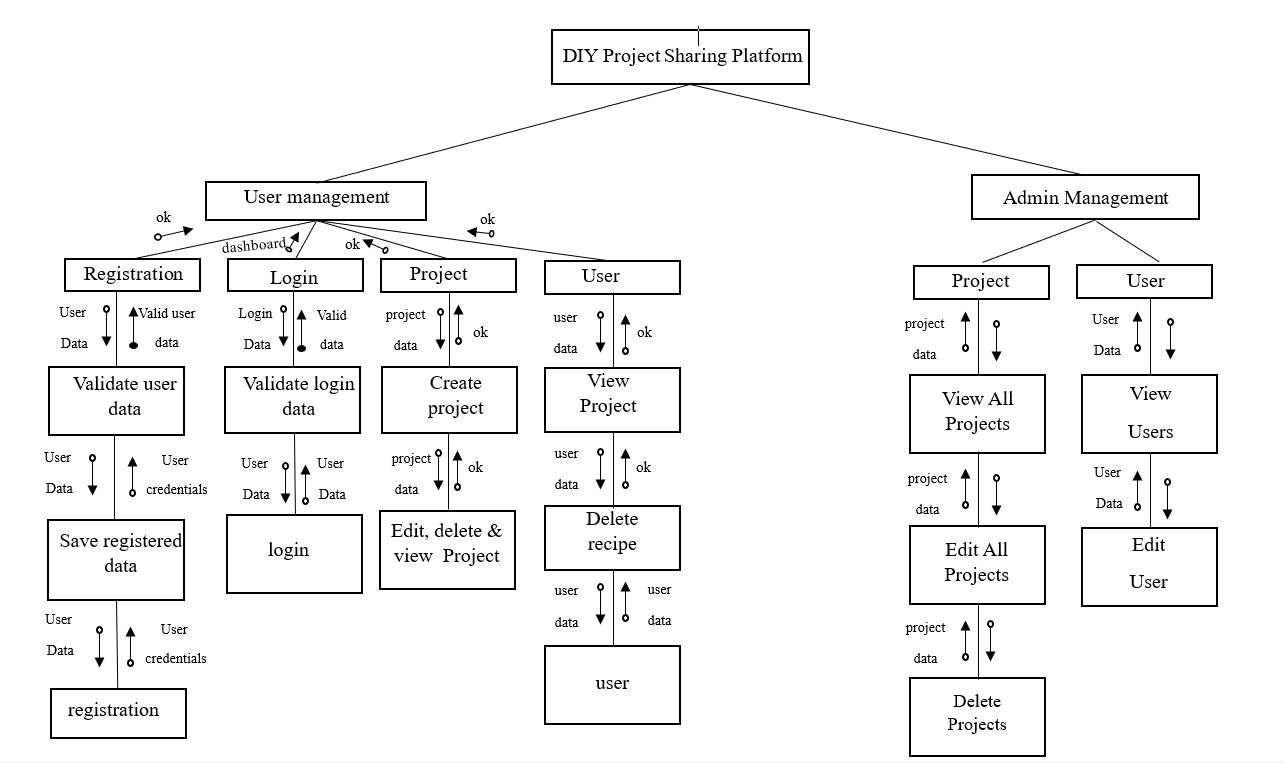 DIY Project Sharing Platform
User management
Admin Management
ok
dashboard
ok
ok
Registration
Login
Project
User
Project
User
User
Data
Valid user
data
Login
Data
Valid
data
project
data
ok
user
data
ok
project
data
User
Data
Validate user
data
Validate login
data
Create
project
View
Project
View All
Projects
View
Users
User
Data
User
credentials
User
Data
User
Data
project
data
ok
user
data
ok
project
data
User
Data
Save registered
data
login
Edit, delete &
view Project
Delete
recipe
Edit All
Projects
Edit
User
User
Data
User
credentials
user
data
user
data
project
data
registration
user
Delete
Projects